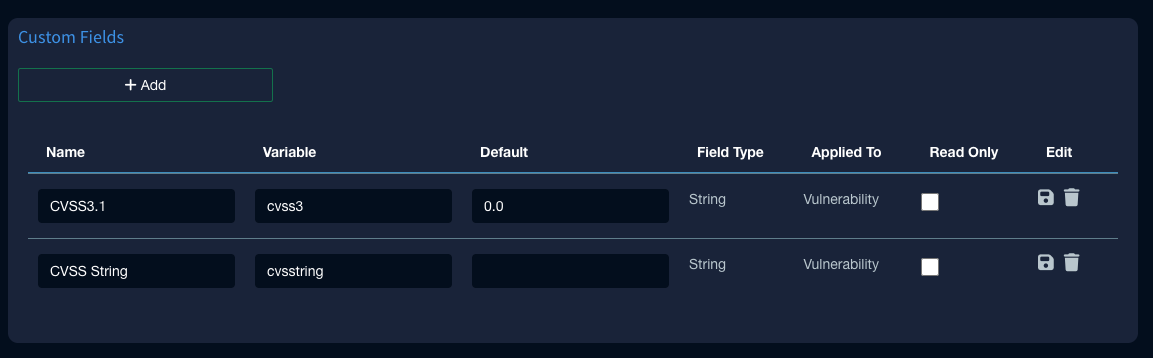 Custom Fields
+ Add
Name Variable Default Field Type Applied To Read Only Edit
CVSS3.1 cvss3 0.0 String Vulnerability
CVSS String cvsstring String Vulnerability